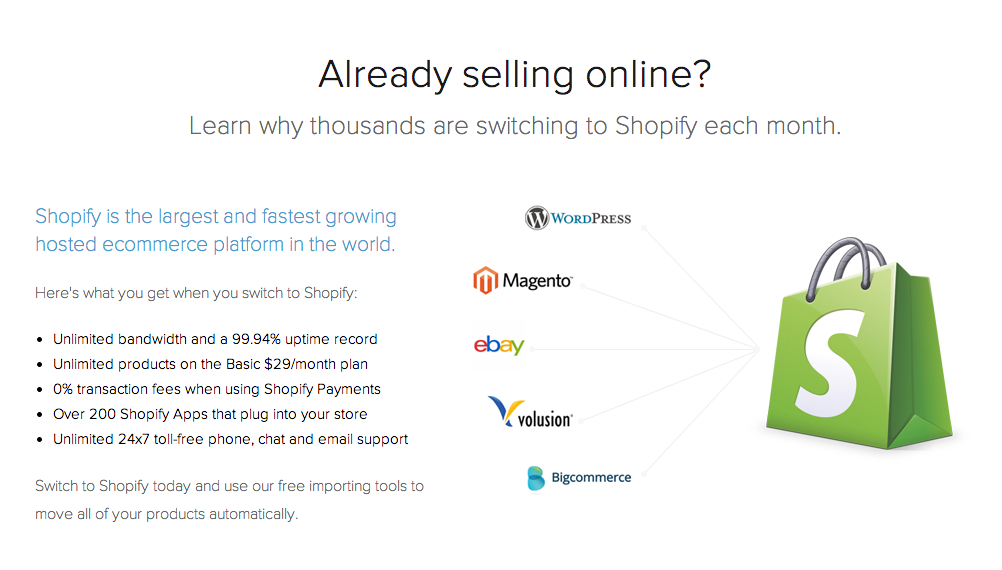 Already selling online?
Learn why thousands are switching to Shopify each month.
Shopify is the largest and fastest growing
hosted ecommerce platform in the world.
Here's what you get when you switch to Shopify:
• Unlimited bandwidth and a 99.94% uptime record
• Unlimited products on the Basic $29/month plan
• 0% transaction fees when using Shopify Payments
• Over 200 Shopify Apps that plug into your store
• Unlimited 24x7 toll-free phone, chat and email support
Switch to Shopify today and use our free importing tools to
move all of your products automatically.
WORDPRESS
Magento™
ebay
volusion®
Bigcommerce
S